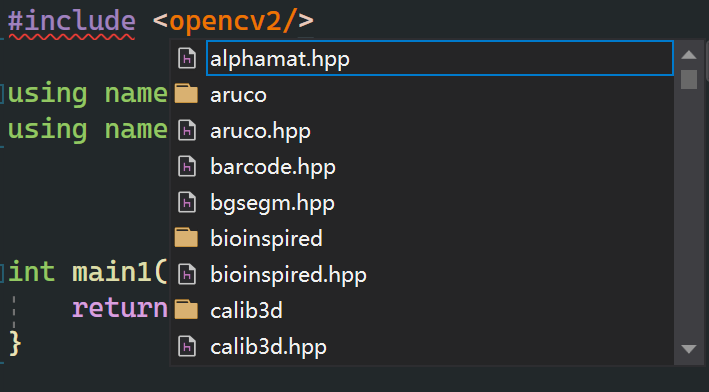 #include <opencv2/>
alphamat.hpp
using name
aruco
using name
aruco.hpp
barcode.hpp
bgsegm.hpp
bioinspired
int main1(
bioinspired.hpp
return
calib3d
}
calib3d.hpp